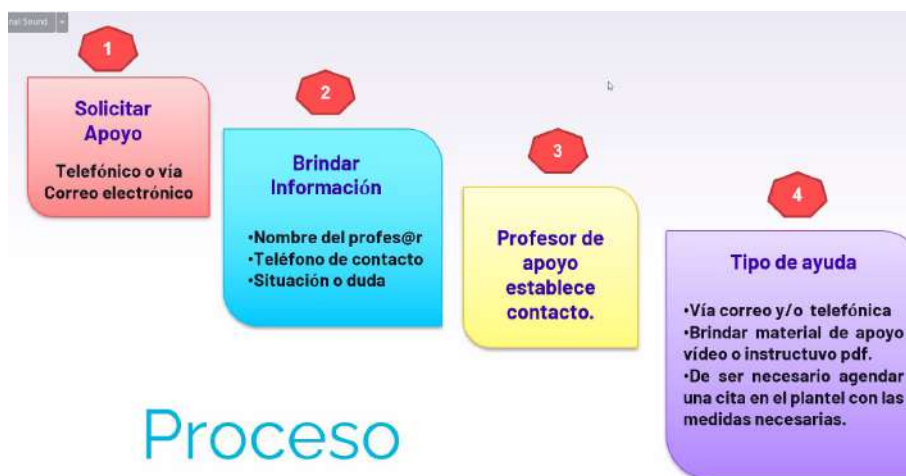 nal Sound
1
Solicitar
Apoyo
Telefónico o vía
Correo electrónico
2
Brindar
Información
•Nombre del profes@r
•Teléfono de contacto
•Situación o duda
3
Profesor de
apoyo
establece
contacto.
4
Tipo de ayuda
•Vía correo y/o telefónica
•Brindar material de apoyo
vídeo o instructuvo pdf.
•De ser necesario agendar
una cita en el plantel con las
medidas necesarias.
Proceso